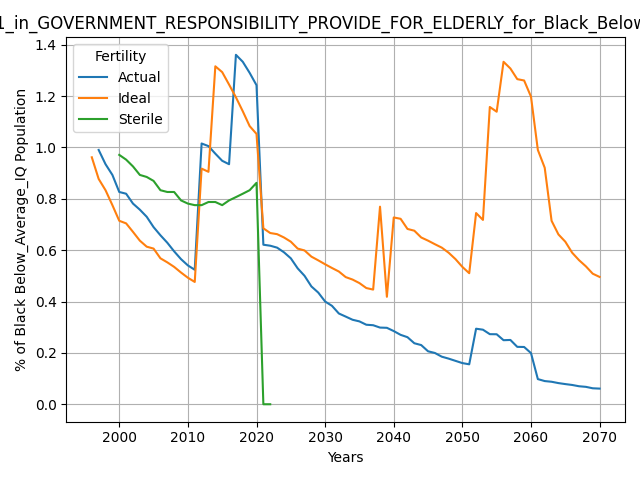 1_in_GOVERNMENT_RESPONSIBILITY_PROVIDE_FOR_ELDERLY_for_Black_Below
Fertility
Actual
Ideal
Sterile
% of Black Below_Average_IQ Population
1.4
1.2
1.0
0.8
0.6
0.4
0.2
0.0
2000 2010 2020 2030 2040 2050 2060 2070
Years